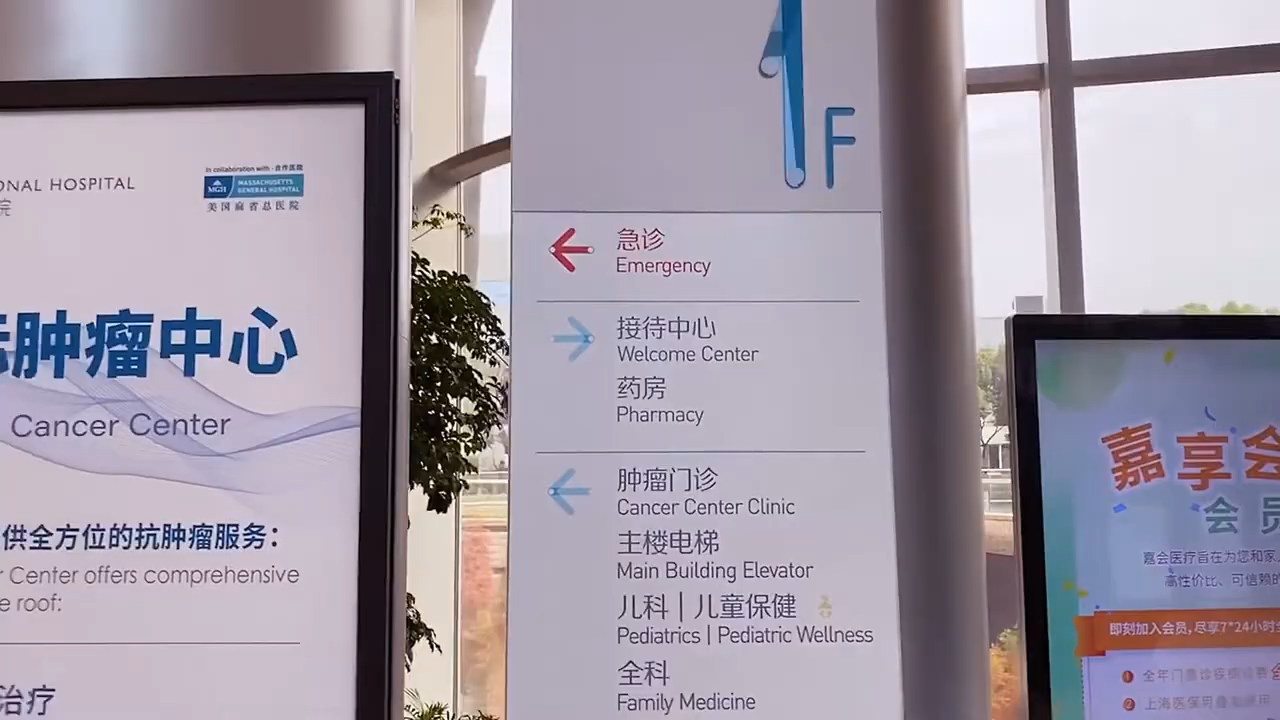 ONAL HOSPITAL
院
In collaboration with · 合作医院
MGH
MASSACHUSETTS
GENERAL HOSPITAL
美国麻省总医院
肿瘤中心
Cancer Center
供全方位的抗肿瘤服务：
r Center offers comprehensive
e roof:
治疗
1F
急诊
Emergency
接待中心
Welcome Center
药房
Pharmacy
肿瘤门诊
Cancer Center Clinic
主楼电梯
Main Building Elevator
儿科 | 儿童保健
Pediatrics | Pediatric Wellness
全科
Family Medicine
嘉享会
会员
嘉会医疗旨在为您和家
高性价比、可信赖的
即刻加入会员，尽享7*24小时
1 全年门急诊
2 上海医保